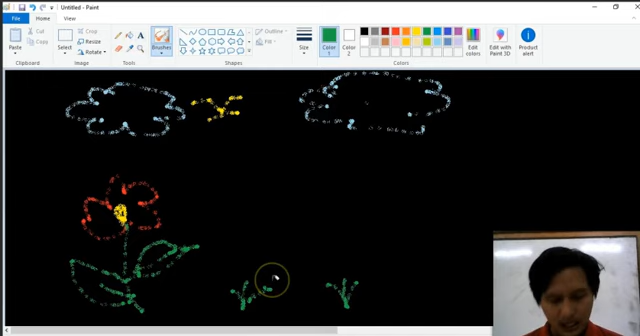 Untitled - Paint
File Home View
Paste
Cut
Copy
Clipboard
Select
Crop
Resize
Rotate
Image
Tools
A
Brushes
Shapes
Outline
Fill
Size
Color 1
Color 2
Colors
Edit colors
Edit with Paint 3D
Product alert